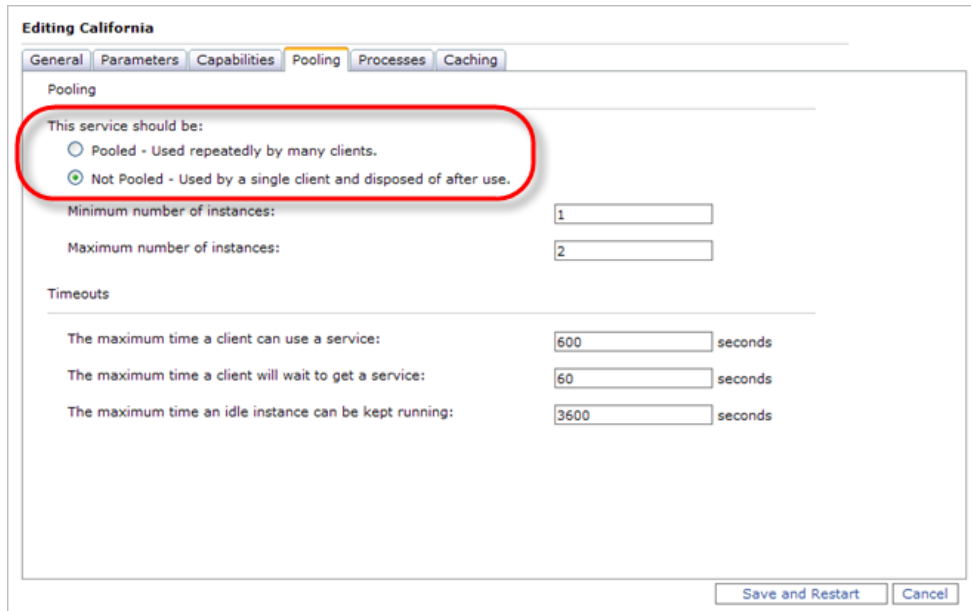 Editing California
General Parameters Capabilities Pooling Processes Caching
Pooling
This service should be:
Pooled - Used repeatedly by many clients.
Not Pooled - Used by a single client and disposed of after use.
Minimum number of instances: 1
Maximum number of instances: 2
Timeouts
The maximum time a client can use a service: 600 seconds
The maximum time a client will wait to get a service: 60 seconds
The maximum time an idle instance can be kept running: 3600 seconds
Save and Restart Cancel